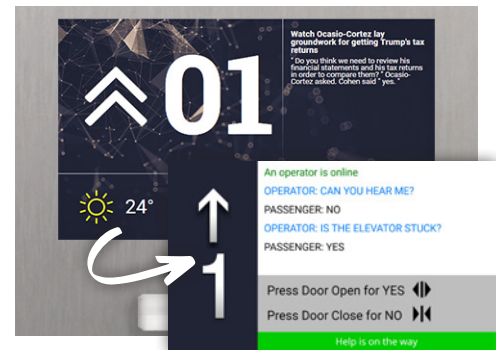 Watch Ocasio-Cortez lay
groundwork for getting Trump's tax
returns
" Do you think we need to review his
financial statements and his tax returns
in order to compare them? " Ocasio-
Cortez asked. Cohen said " yes. "
01
24°
1
An operator is online
OPERATOR: CAN YOU HEAR ME?
PASSENGER: NO
OPERATOR: IS THE ELEVATOR STUCK?
PASSENGER: YES
Press Door Open for YES
Press Door Close for NO
Help is on the way